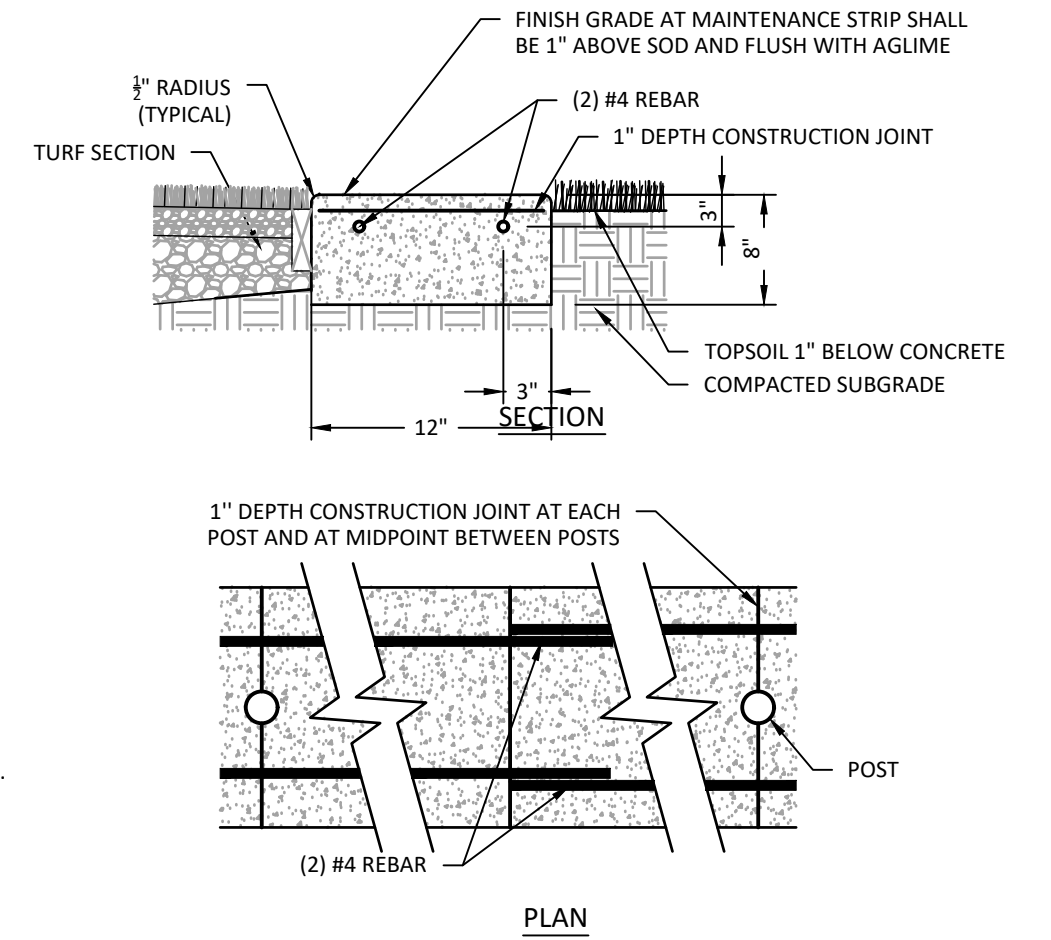 FINISH GRADE AT MAINTENANCE STRIP SHALL
BE 1" ABOVE SOD AND FLUSH WITH AGLIME
½" RADIUS
(TYPICAL)
(2) #4 REBAR
1" DEPTH CONSTRUCTION JOINT
TURF SECTION
3"
8"
TOPSOIL 1" BELOW CONCRETE
COMPACTED SUBGRADE
3"
12"
SECTION
1'' DEPTH CONSTRUCTION JOINT AT EACH
POST AND AT MIDPOINT BETWEEN POSTS
POST
.
(2) #4 REBAR
PLAN